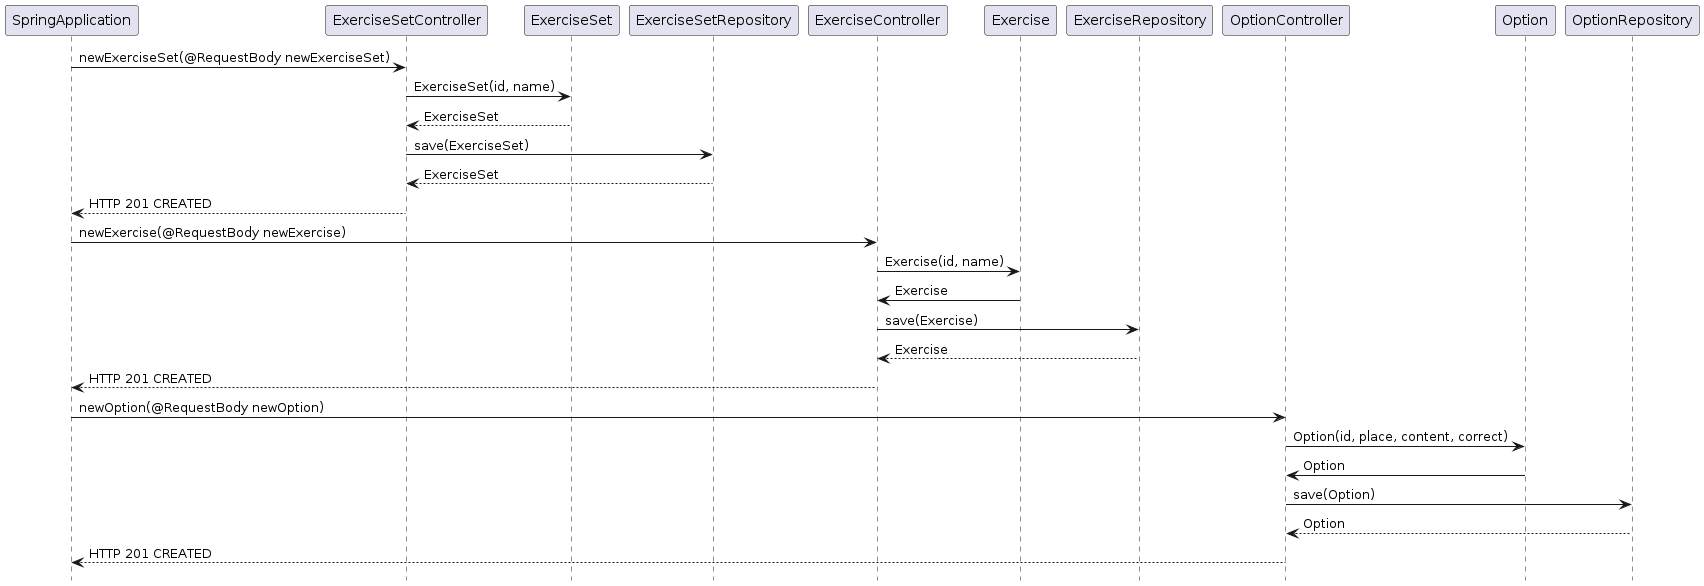 SpringApplication ExerciseSetController ExerciseSet ExerciseSetRepository ExerciseController Exercise ExerciseRepository OptionController Option OptionRepository
newExerciseSet(@RequestBody newExerciseSet)
ExerciseSet(id, name)
ExerciseSet
save(ExerciseSet)
ExerciseSet
HTTP 201 CREATED
newExercise(@RequestBody newExercise)
Exercise(id, name)
Exercise
save(Exercise)
Exercise
HTTP 201 CREATED
newOption(@RequestBody newOption)
Option(id, place, content, correct)
Option
save(Option)
Option
HTTP 201 CREATED